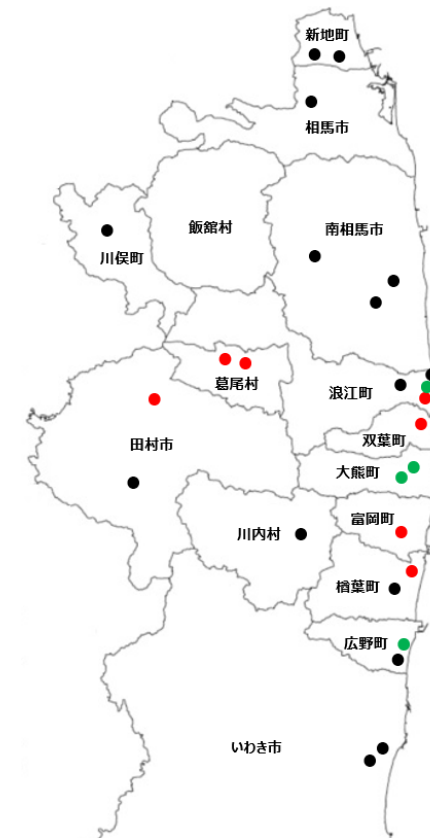 新地町
相馬市
飯舘村
南相馬市
川俣町
葛尾村
浪江町
田村市
双葉町
大熊町
富岡町
川内村
楢葉町
広野町
いわき市